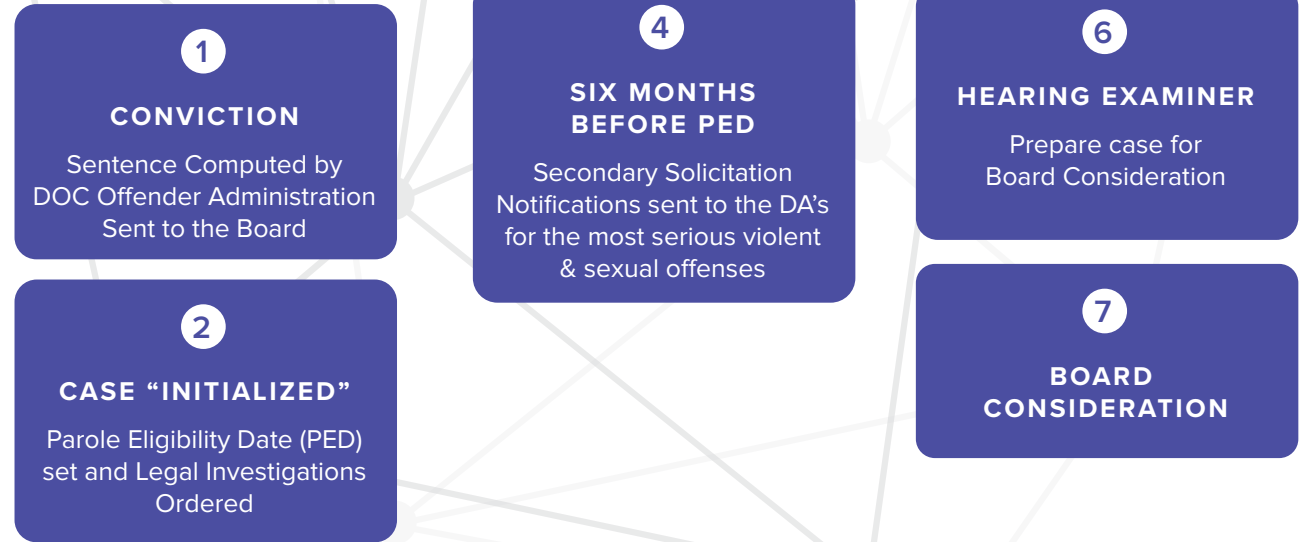 1
CONVICTION
Sentence Computed by
DOC Offender Administration
Sent to the Board
2
CASE “INITIALIZED”
Parole Eligibility Date (PED)
set and Legal Investigations
Ordered
4
SIX MONTHS
BEFORE PED
Secondary Solicitation
Notifications sent to the DA’s
for the most serious violent
& sexual offenses
6
HEARING EXAMINER
Prepare case for
Board Consideration
7
BOARD
CONSIDERATION